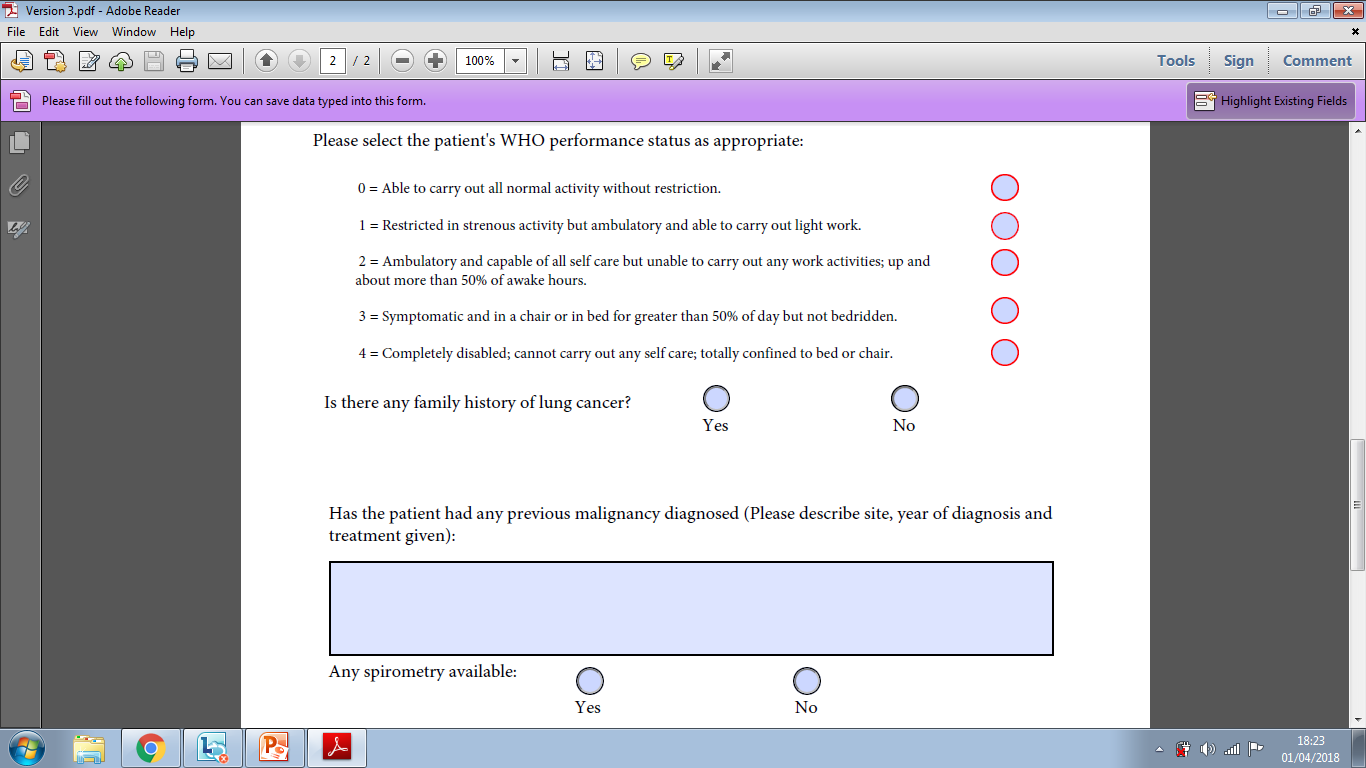 Version 3.pdf - Adobe Reader
File Edit View Window Help
2 / 2 100% Tools Sign Comment
Please fill out the following form. You can save data typed into this form. Highlight Existing Fields
Please select the patient's WHO performance status as appropriate:
0 = Able to carry out all normal activity without restriction.
1 = Restricted in strenous activity but ambulatory and able to carry out light work.
2 = Ambulatory and capable of all self care but unable to carry out any work activities; up and
about more than 50% of awake hours.
3 = Symptomatic and in a chair or in bed for greater than 50% of day but not bedridden.
4 = Completely disabled; cannot carry out any self care; totally confined to bed or chair.
Is there any family history of lung cancer?
Yes No
Has the patient had any previous malignancy diagnosed (Please describe site, year of diagnosis and
treatment given):
Any spirometry available:
Yes No
18:23
01/04/2018